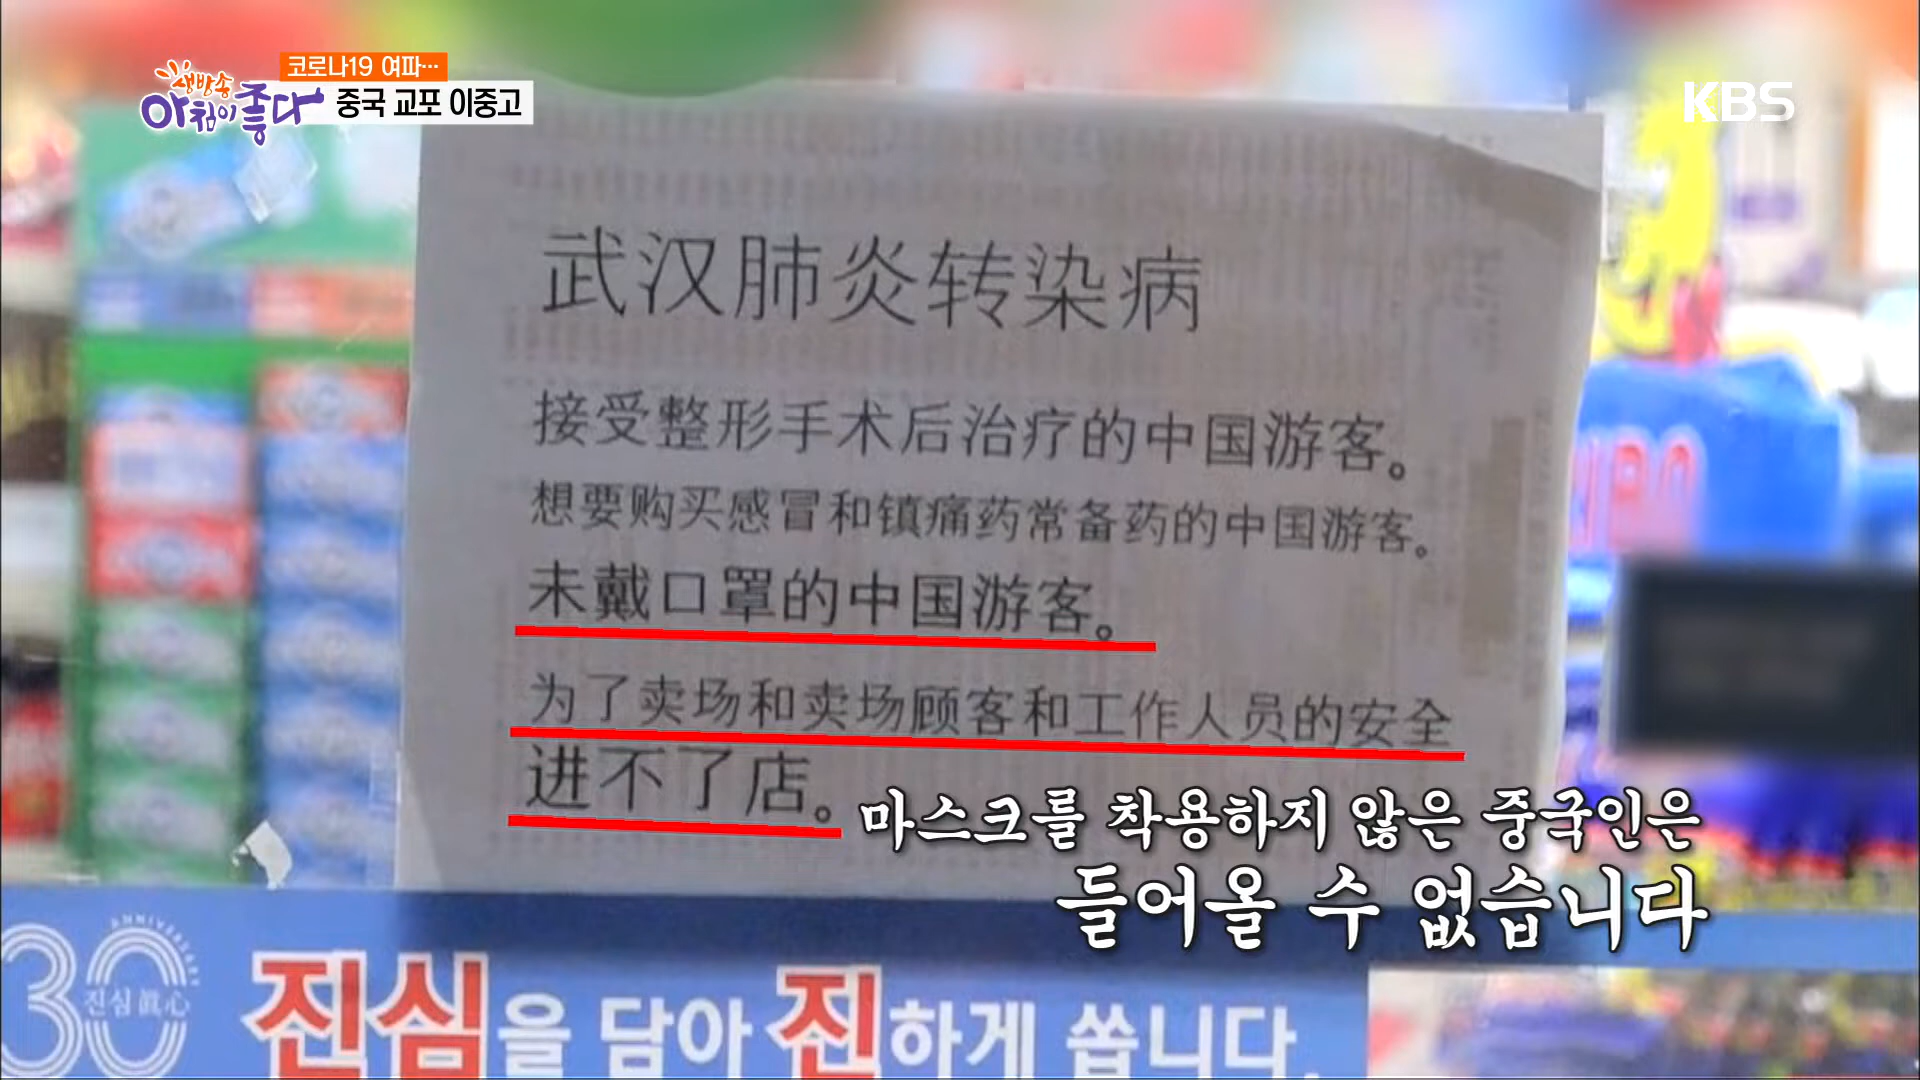 코로나19 여파…
생방송
아침이 좋다
중국 교포 이중고
KBS
武汉肺炎转染病
接受整形手术后治疗的中国游客。
想要购买感冒和镇痛药常备药的中国游客。
未戴口罩的中国游客。
为了卖场和卖场顾客和工作人员的安全
进不了店。
마스크를 착용하지 않은 중국인은
들어올 수 없습니다
ANNIVERSARY
30
진심 眞心
진심을 담아 진하게 쏩니다.